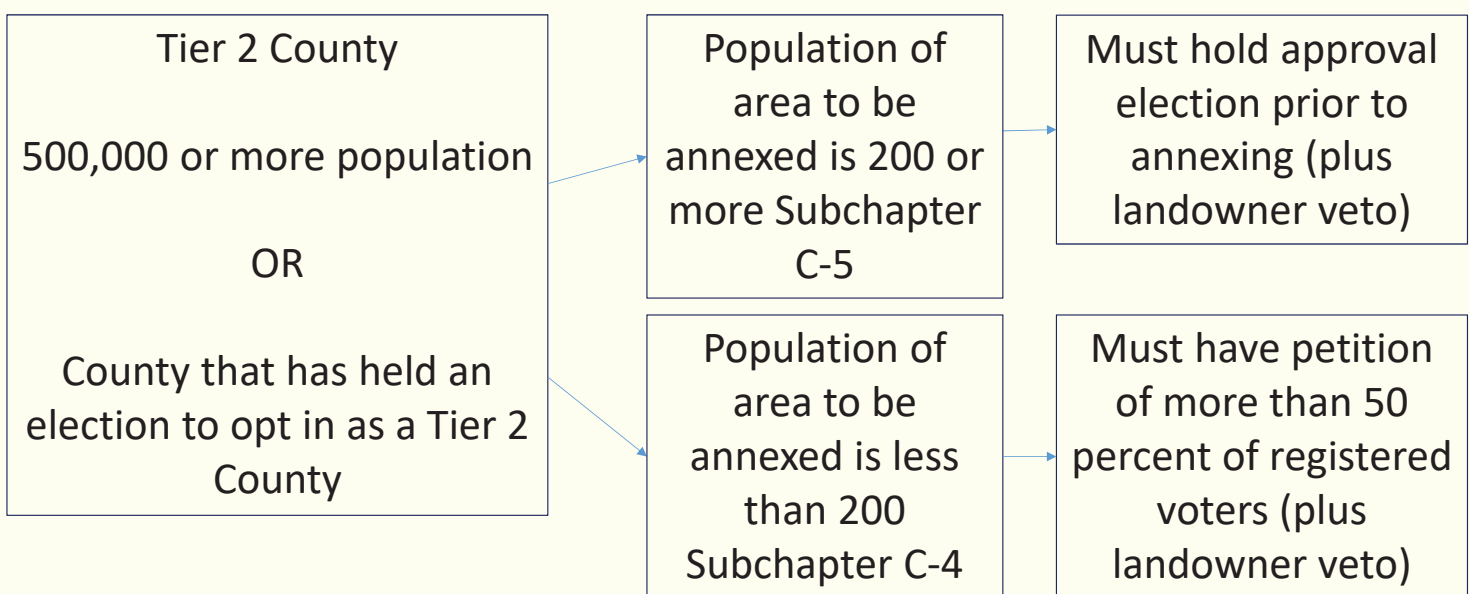 Tier 2 County
500,000 or more population
OR
County that has held an
election to opt in as a Tier 2
County
Population of
area to be
annexed is 200 or
more Subchapter
C-5
Must hold approval
election prior to
annexing (plus
landowner veto)
Population of
area to be
annexed is less
than 200
Subchapter C-4
Must have petition
of more than 50
percent of registered
voters (plus
landowner veto)